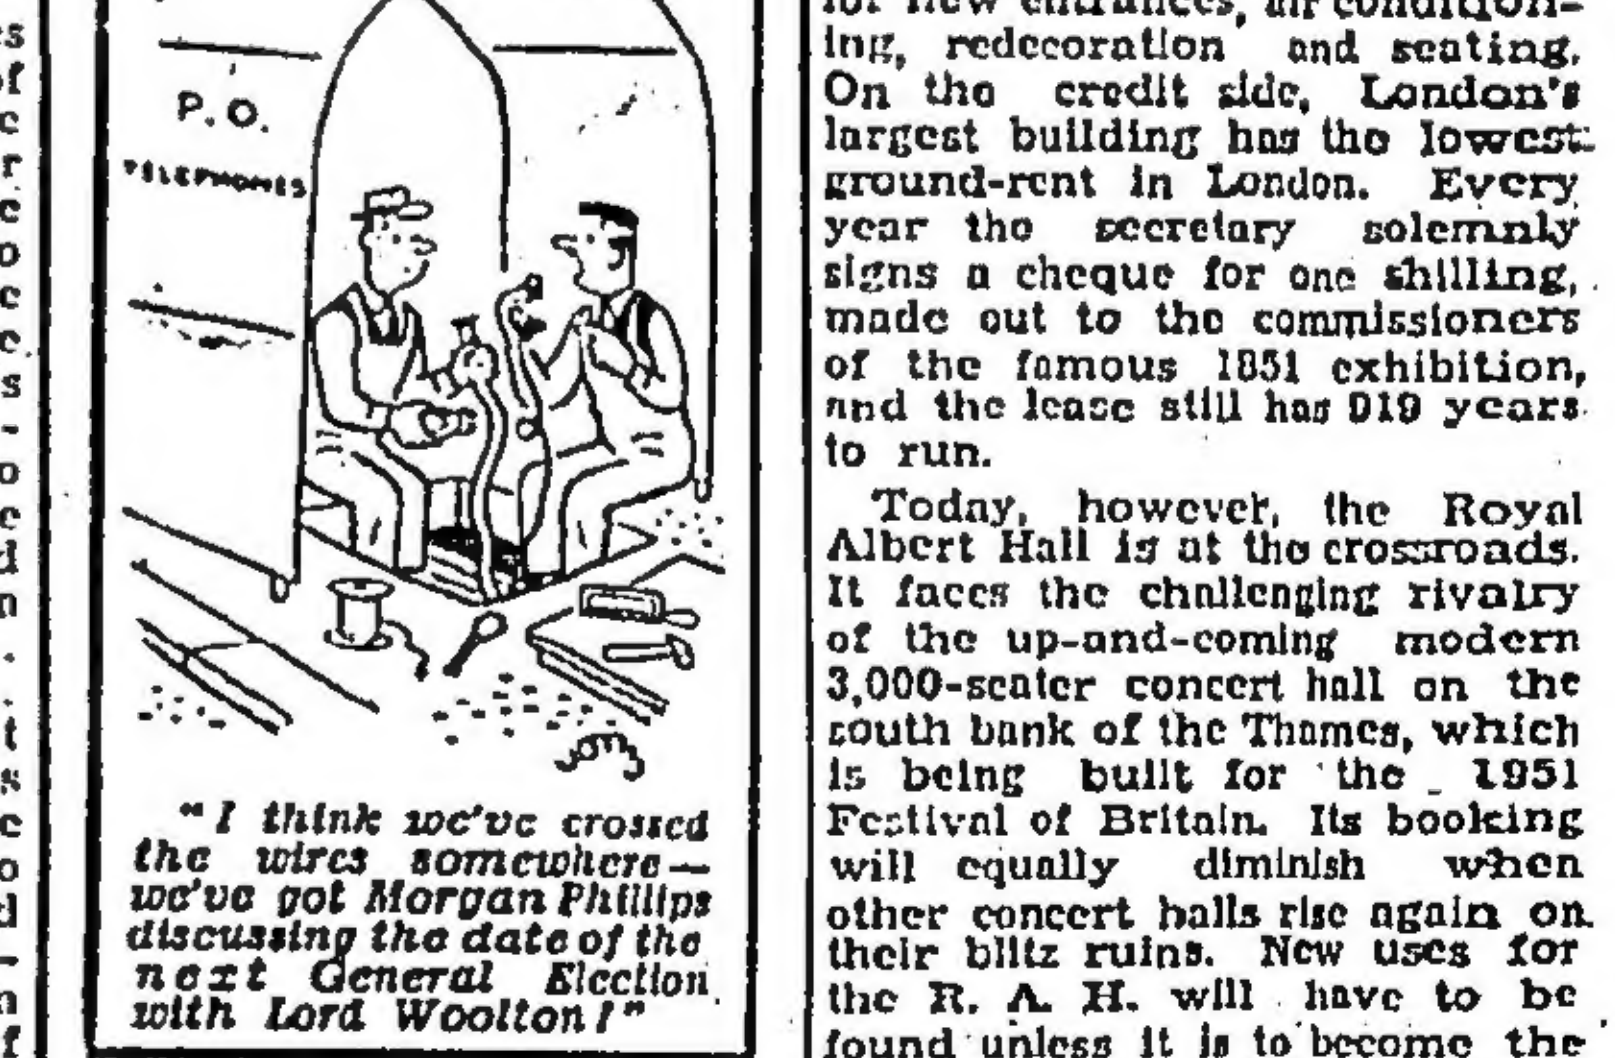 P.O.
TELEPHONES
"I think we've crossed
the wires somewhere—
we've got Morgan Phillips
discussing the date of the
next General Election
with Lord Woolton!"
for new entrances, air condition-
ing, redecoration and seating.
On the credit side, London's
largest building has the lowest
ground-rent in London. Every
year the secretary solemnly
signs a cheque for one shilling,
made out to the commissioners
of the famous 1851 exhibition,
and the lease still has 919 years
to run.
Today, however, the Royal
Albert Hall is at the crossroads.
It faces the challenging rivalry
of the up-and-coming modern
3,000-seater concert hall on the
south bank of the Thames, which
is being built for the 1951
Festival of Britain. Its booking
will equally diminish when
other concert halls rise again on
their blitz ruins. New uses for
the R. A. H. will have to be
found unless it is to become the